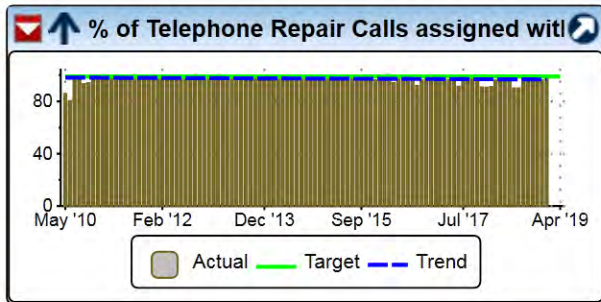 % of Telephone Repair Calls assigned witl
80
40
0
May '10 Feb '12 Dec '13 Sep '15 Jul '17 Apr '19
Actual Target Trend